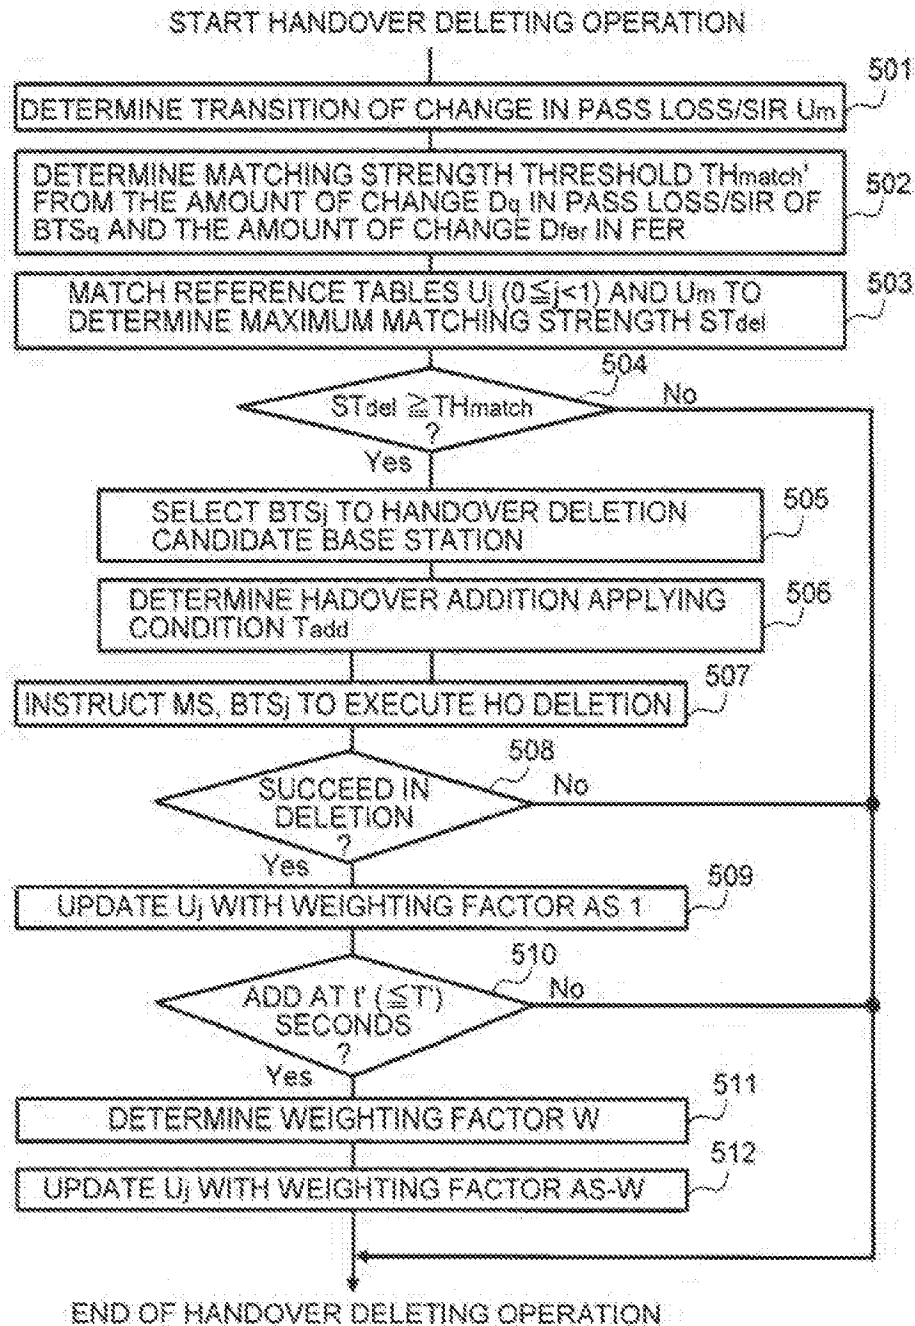 START HANDOVER DELETING OPERATION
501
DETERMINE TRANSITION OF CHANGE IN PASS LOSS/SIR Um
DETERMINE MATCHING STRENGTH THRESHOLD THmatch'
FROM THE AMOUNT OF CHANGE Dq IN PASS LOSS/SIR OF
BTSq AND THE AMOUNT OF CHANGE Dfer IN FER
502
MATCH REFERENCE TABLES Uj (0≦j<1) AND Um TO
DETERMINE MAXIMUM MATCHING STRENGTH STdel
503
504
STdel ≧ THmatch
?
No
Yes
SELECT BTSj TO HANDOVER DELETION
CANDIDATE BASE STATION
505
DETERMINE HADOVER ADDITION APPLYING
CONDITION Tadd
506
INSTRUCT MS, BTSj TO EXECUTE HO DELETION
507
508
SUCCEED IN
DELETION
?
No
Yes
UPDATE Uj WITH WEIGHTING FACTOR AS 1
509
510
ADD AT t' (≦T')
SECONDS
?
No
Yes
DETERMINE WEIGHTING FACTOR W
511
UPDATE Uj WITH WEIGHTING FACTOR AS-W
512
END OF HANDOVER DELETING OPERATION